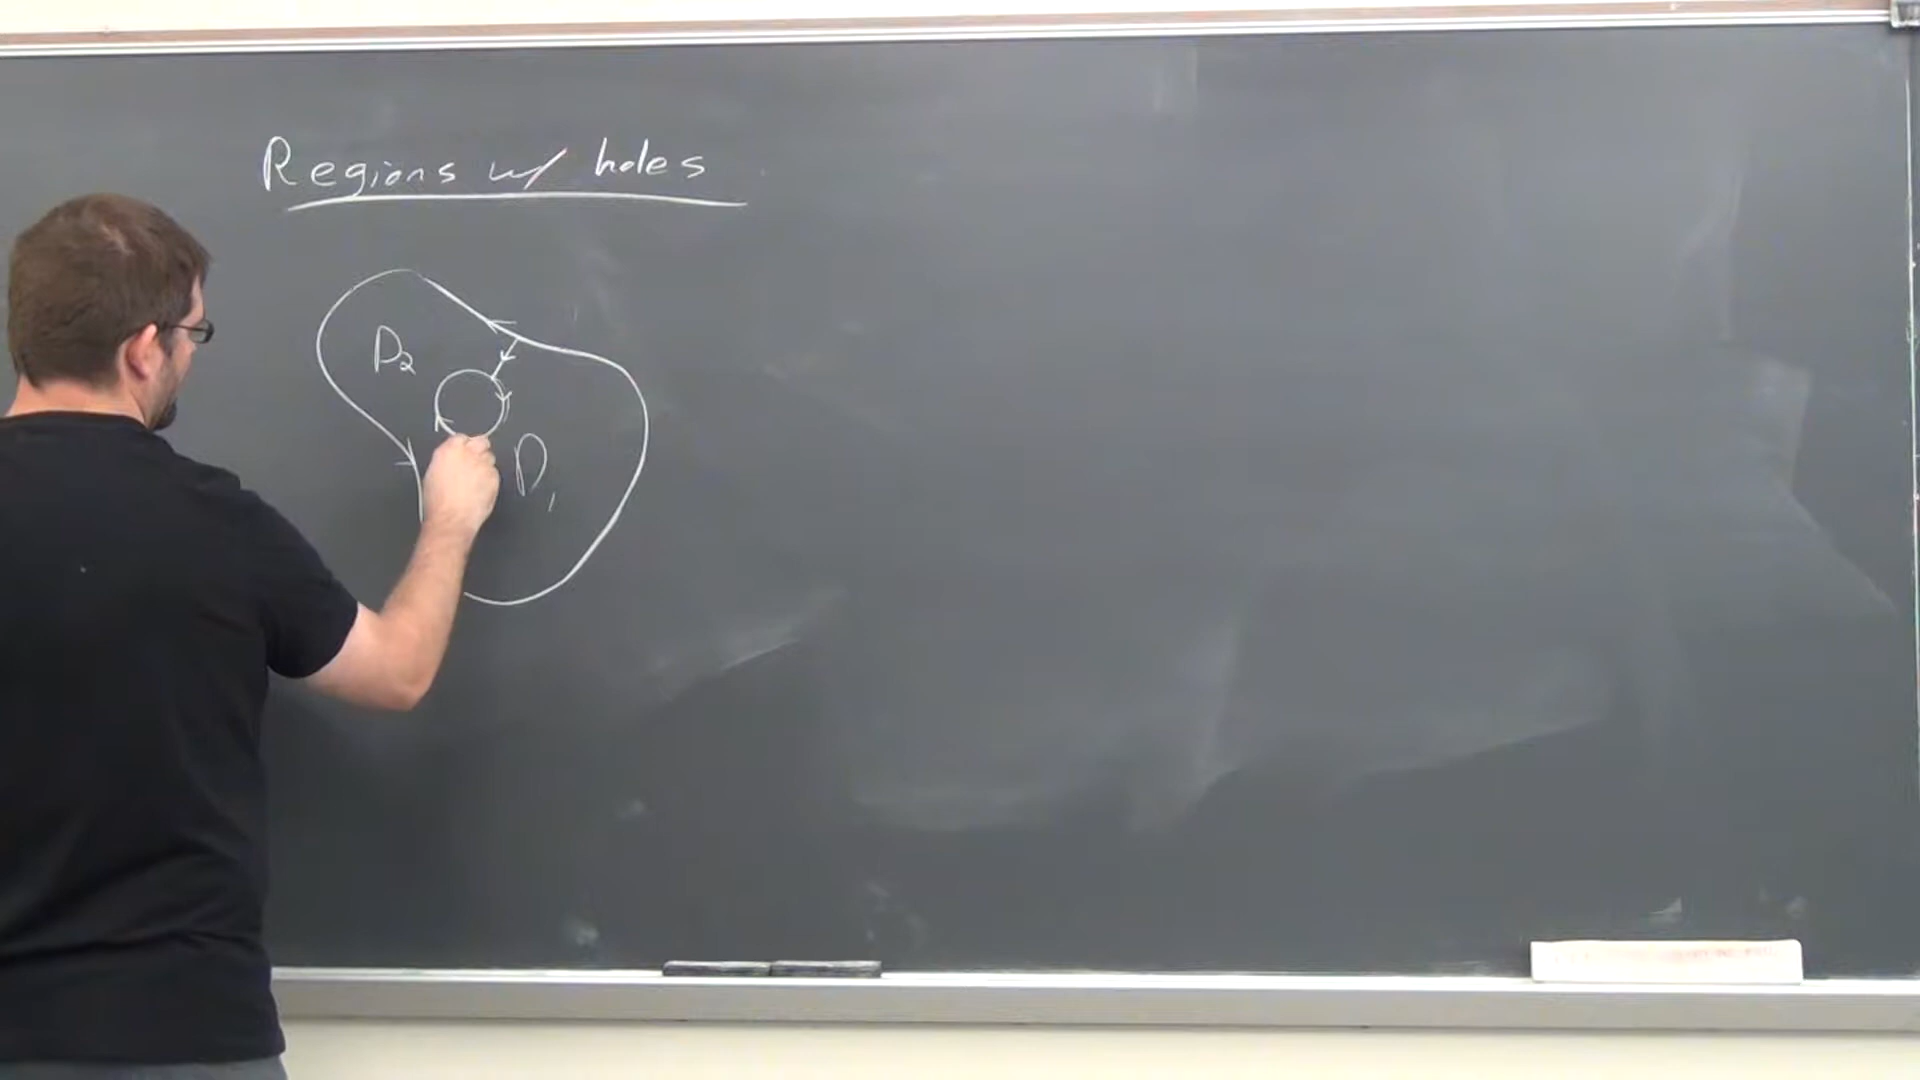 Regions w/ holes
D₂
D₁